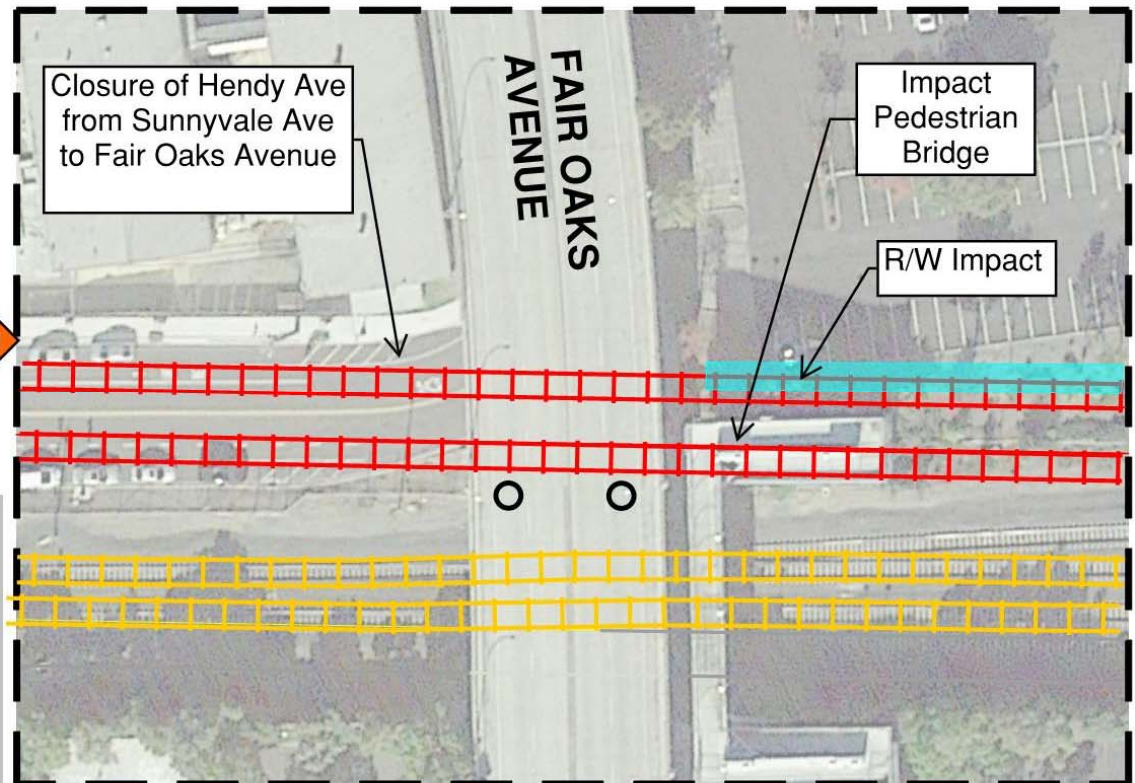 Closure of Hendy Ave
from Sunnyvale Ave
to Fair Oaks Avenue
FAIR OAKS
AVENUE
Impact
Pedestrian
Bridge
R/W Impact